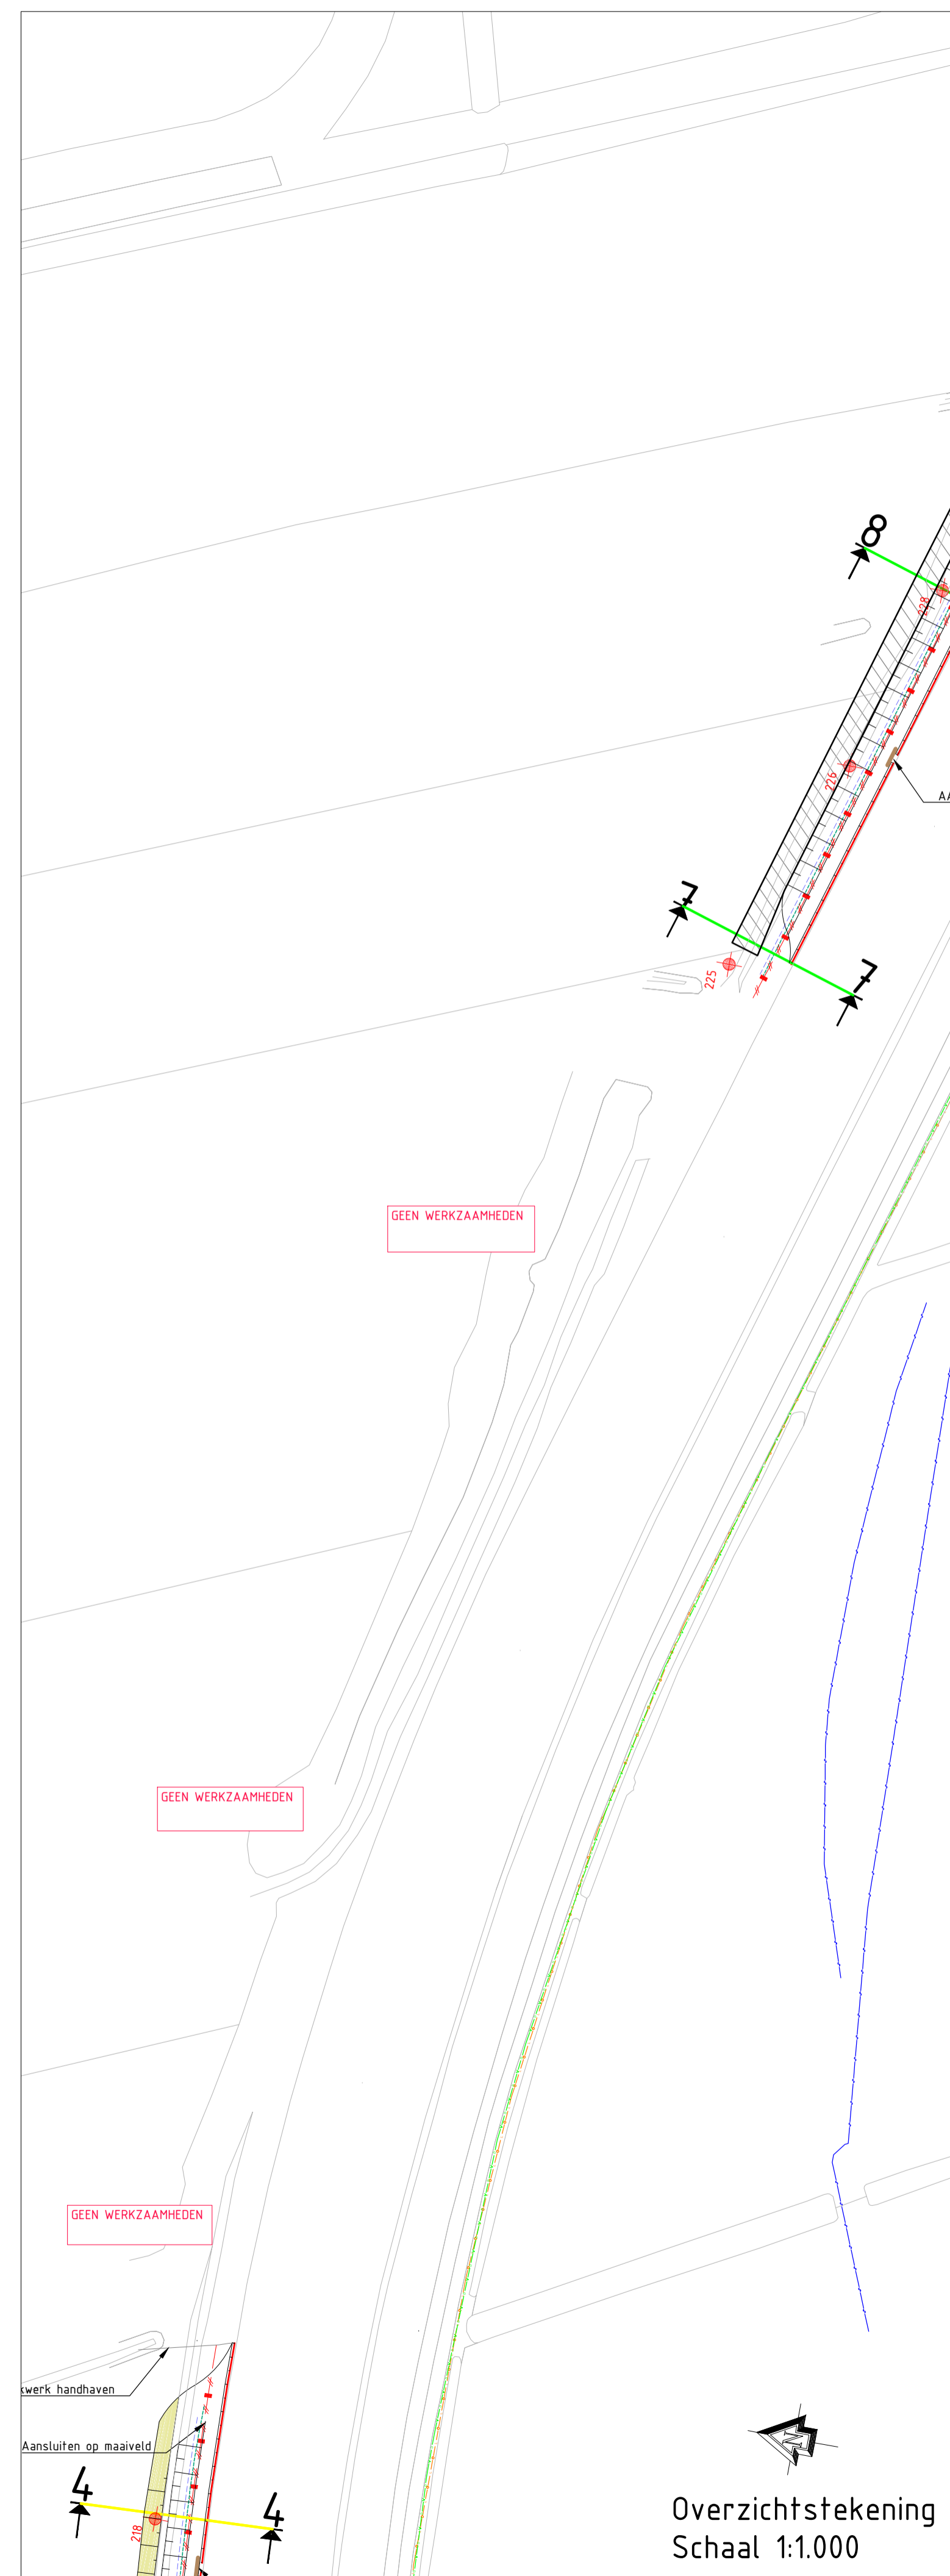 8
228
226
AA
7
225
7
GEEN WERKZAAMHEDEN
GEEN WERKZAAMHEDEN
GEEN WERKZAAMHEDEN
kwerk handhaven
Aansluiten op maaiveld
4
4
218
N
Overzichtstekening
Schaal 1:1.000